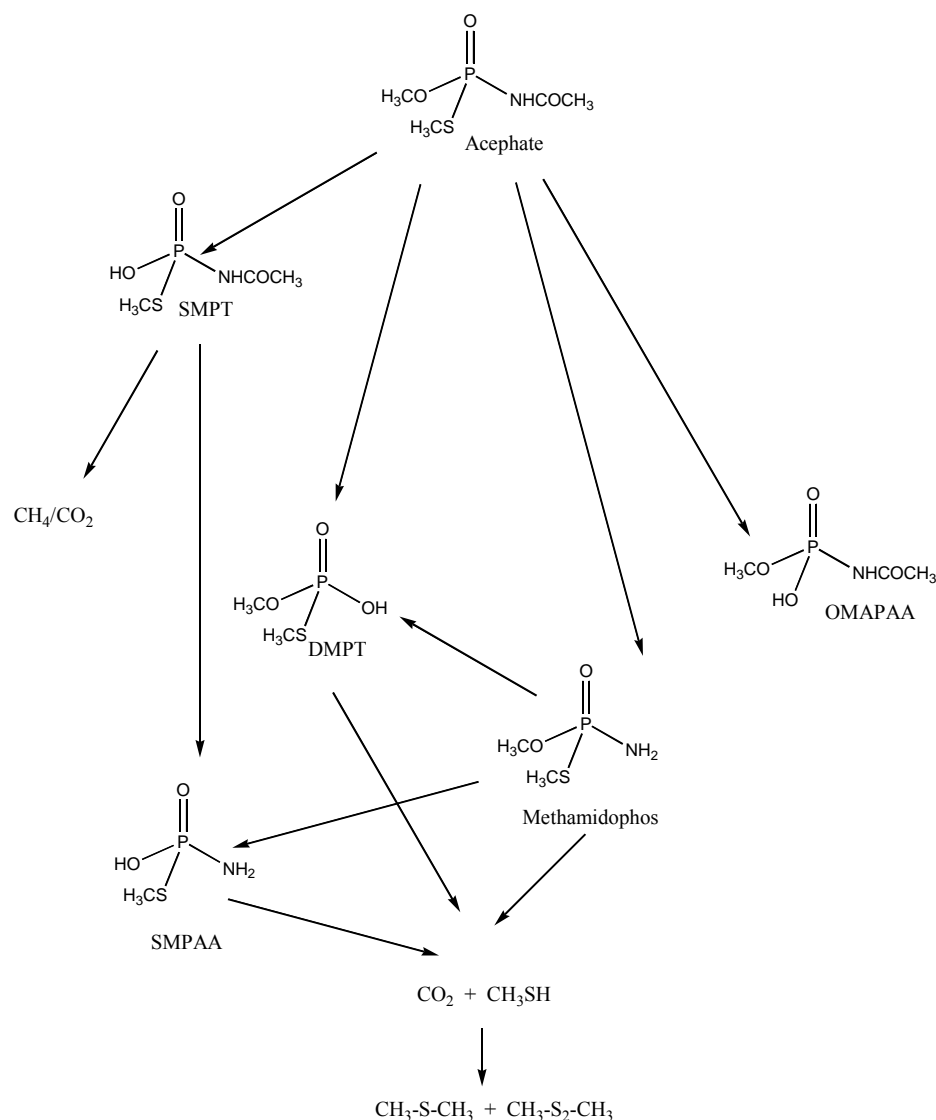 O
P
H₃CO
NHCOCH₃
H₃CS
Acephate
O
P
HO
NHCOCH₃
H₃CS
SMPT
CH₄/CO₂
O
P
H₃CO
NHCOCH₃
HO
OMAPAA
O
P
H₃CO
OH
H₃CS
DMPT
O
P
H₃CO
NH₂
H₃CS
Methamidophos
O
P
HO
NH₂
H₃CS
SMPAA
CO₂ + CH₃SH
CH₃-S-CH₃ + CH₃-S₂-CH₃